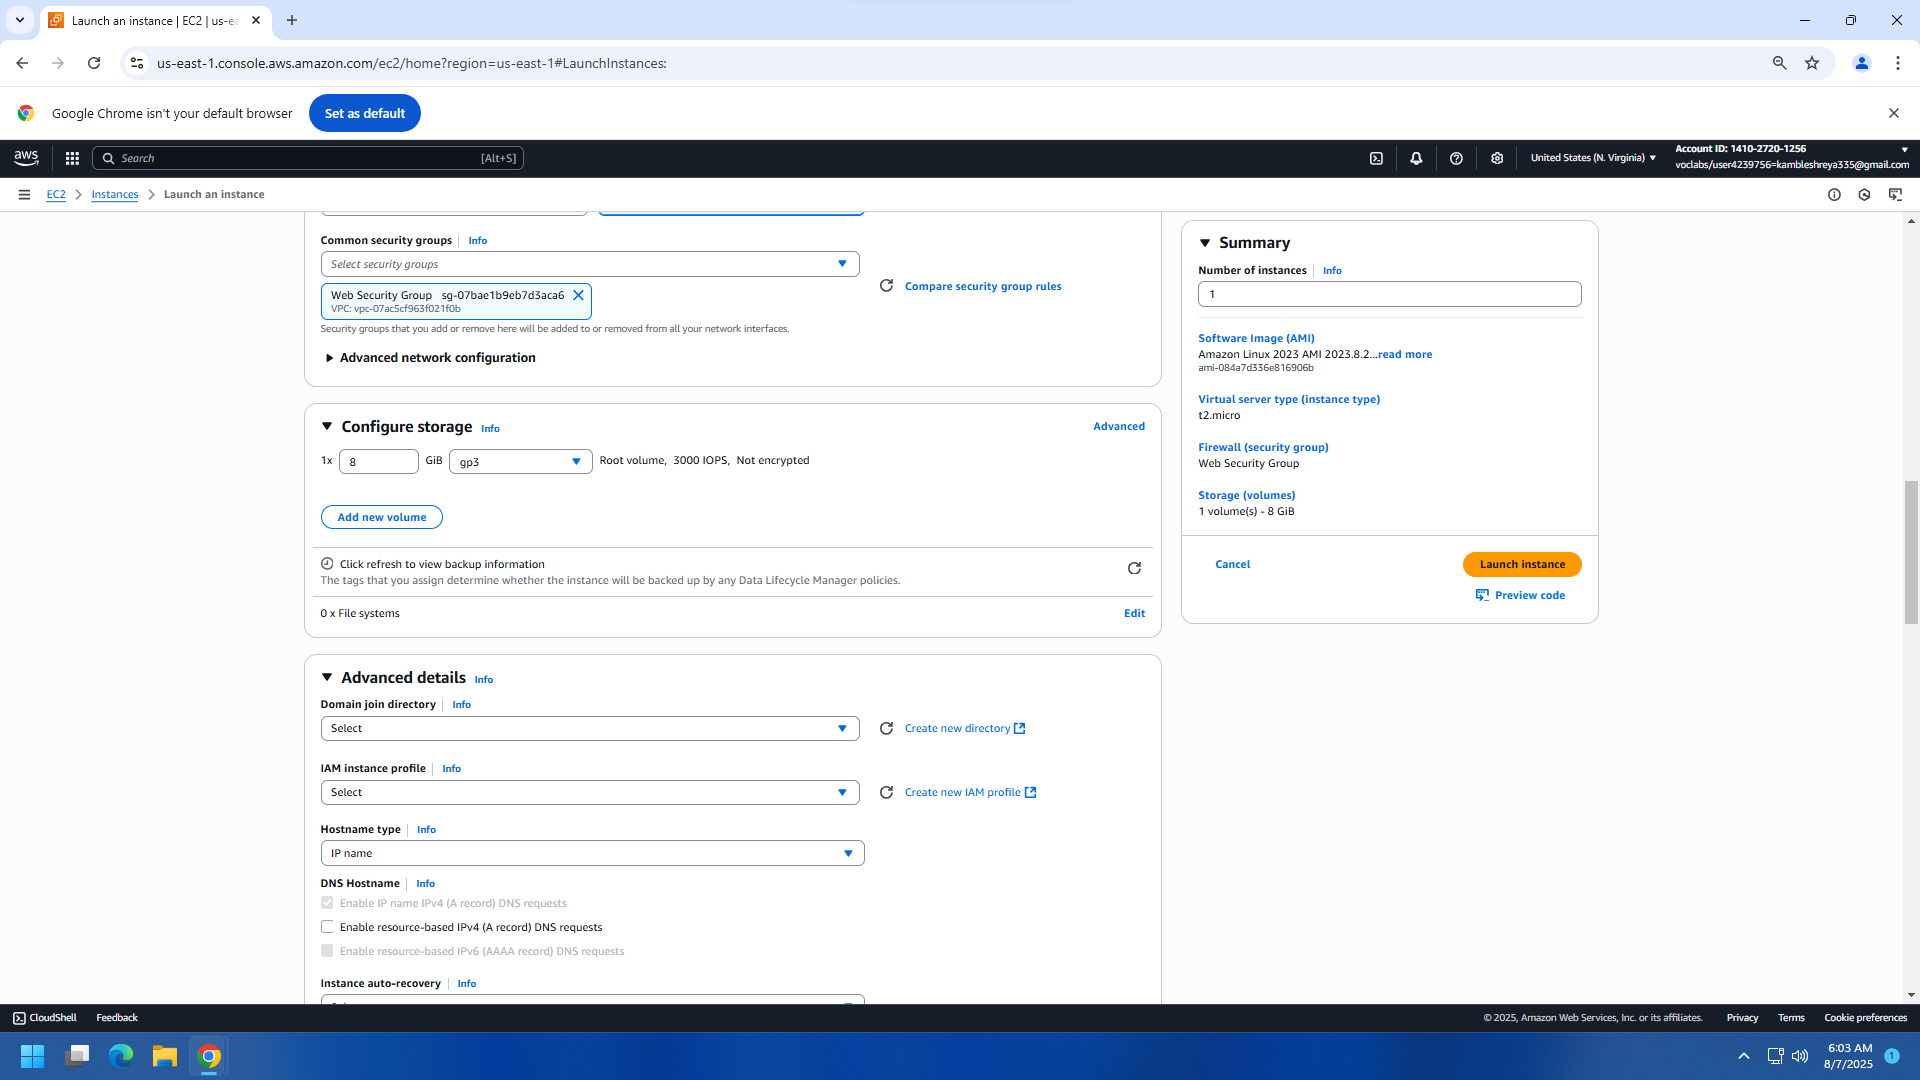 Launch an instance | EC2 | us-ea
us-east-1.console.aws.amazon.com/ec2/home?region=us-east-1#LaunchInstances:
Google Chrome isn't your default browser
Set as default
aws
Search
[Alt+S]
United States (N. Virginia)
Account ID: 1410-2720-1256
voclabs/user4239756=kambleshreya335@gmail.com
EC2
Instances
Launch an instance
Common security groups
Info
Select security groups
Web Security Group sg-07bae1b9eb7d3aca6
VPC: vpc-07ac5cf963f021f0b
Compare security group rules
Security groups that you add or remove here will be added to or removed from all your network interfaces.
Advanced network configuration
Configure storage
Info
Advanced
1x
8
GiB
gp3
Root volume, 3000 IOPS, Not encrypted
Add new volume
Click refresh to view backup information
The tags that you assign determine whether the instance will be backed up by any Data Lifecycle Manager policies.
0 x File systems
Edit
Advanced details
Info
Domain join directory
Info
Select
Create new directory
IAM instance profile
Info
Select
Create new IAM profile
Hostname type
Info
IP name
DNS Hostname
Info
Enable IP name IPv4 (A record) DNS requests
Enable resource-based IPv4 (A record) DNS requests
Enable resource-based IPv6 (AAAA record) DNS requests
Instance auto-recovery
Info
Summary
Number of instances
Info
1
Software Image (AMI)
Amazon Linux 2023 AMI 2023.8.2...read more
ami-084a7d336e816906b
Virtual server type (instance type)
t2.micro
Firewall (security group)
Web Security Group
Storage (volumes)
1 volume(s) - 8 GiB
Cancel
Launch instance
Preview code
CloudShell
Feedback
© 2025, Amazon Web Services, Inc. or its affiliates.
Privacy
Terms
Cookie preferences
6:03 AM
8/7/2025
1